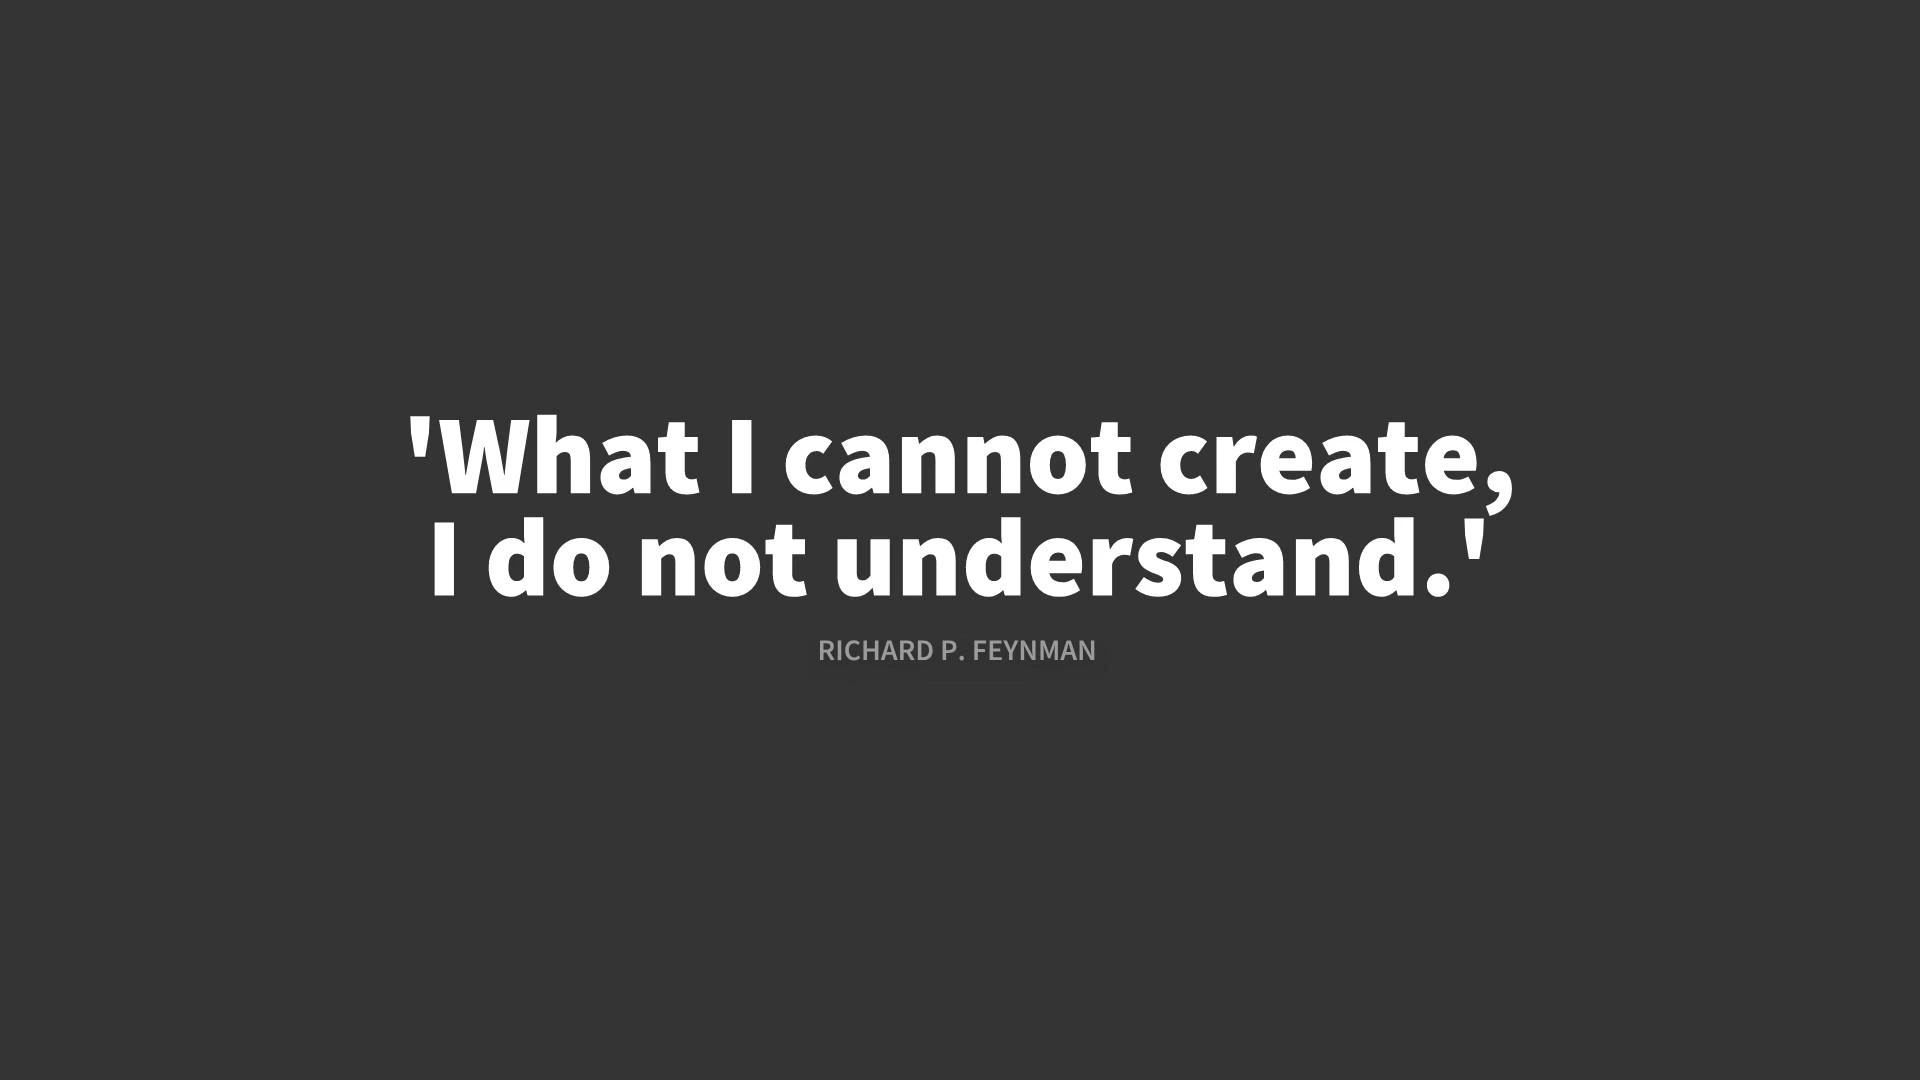 'What I cannot create,
I do not understand.'
RICHARD P. FEYNMAN